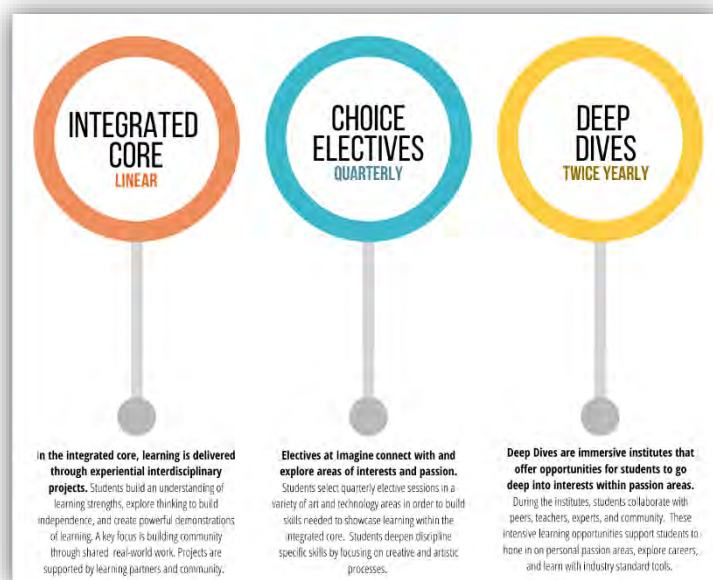 INTEGRATED
CORE
LINEAR
In the integrated core, learning is delivered
through experiential interdisciplinary
projects. Students build an understanding of
learning strengths, explore thinking to build
independence, and create powerful demonstrations
of learning. A key focus is building community
through shared real-world work. Projects are
supported by learning partners and community.
CHOICE
ELECTIVES
QUARTERLY
Electives at Imagine connect with and
explore areas of interests and passion.
Students select quarterly elective sessions in a
variety of art and technology areas in order to build
skills needed to showcase learning within the
integrated core. Students deepen discipline
specific skills by focusing on creative and artistic
processes.
DEEP
DIVES
TWICE YEARLY
Deep Dives are immersive institutes that
offer opportunities for students to go
deep into interests within passion areas.
During the institutes, students collaborate with
peers, teachers, experts, and community. These
intensive learning opportunities support students to
hone in on personal passion areas, explore careers,
and learn with industry standard tools.